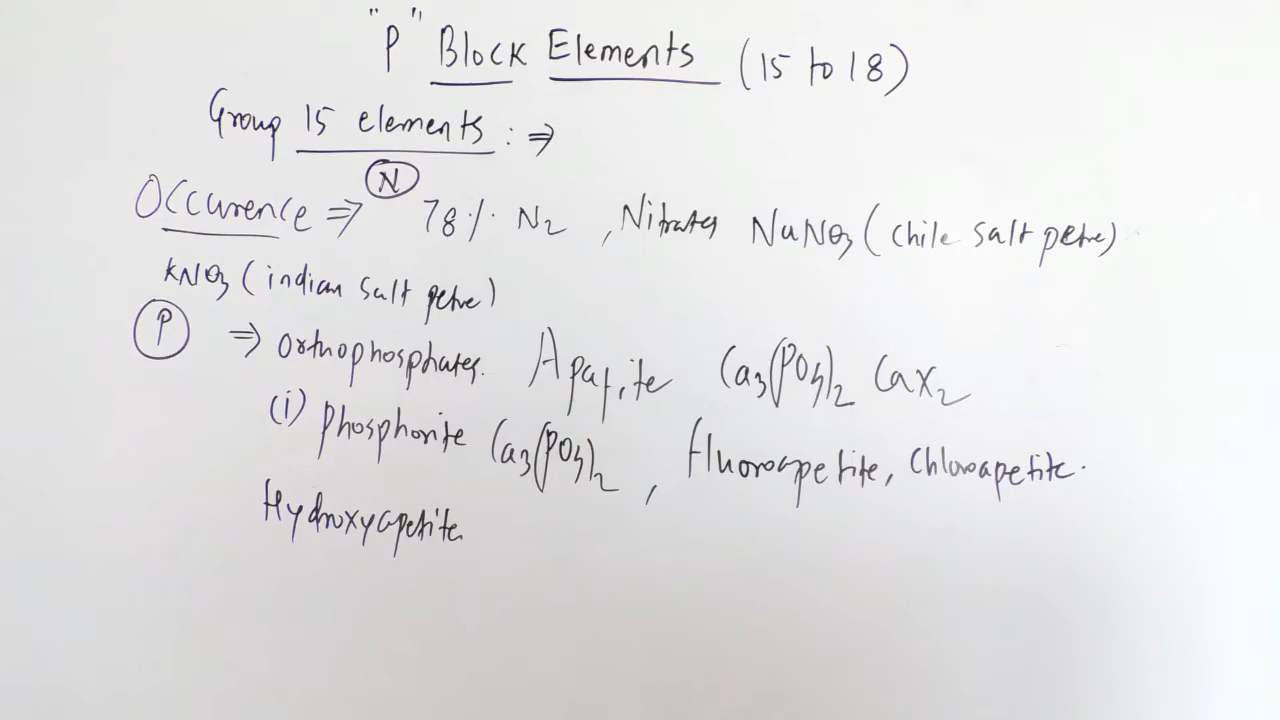 "P" Block Elements (15 to 18)
Group 15 elements : ⇒
Occurence ⇒ (N) 78% N₂ , Nitrates NaNO₃ (chile salt petre)
KNO₃ (indian salt petre)
(P) ⇒ Orthophosphates. Apatite Ca₃(PO₄)₂ CaX₂
(i) Phosphorite Ca₃(PO₄)₂ , Fluoroapetite, Chloroapetite.
Hydroxyapetite.